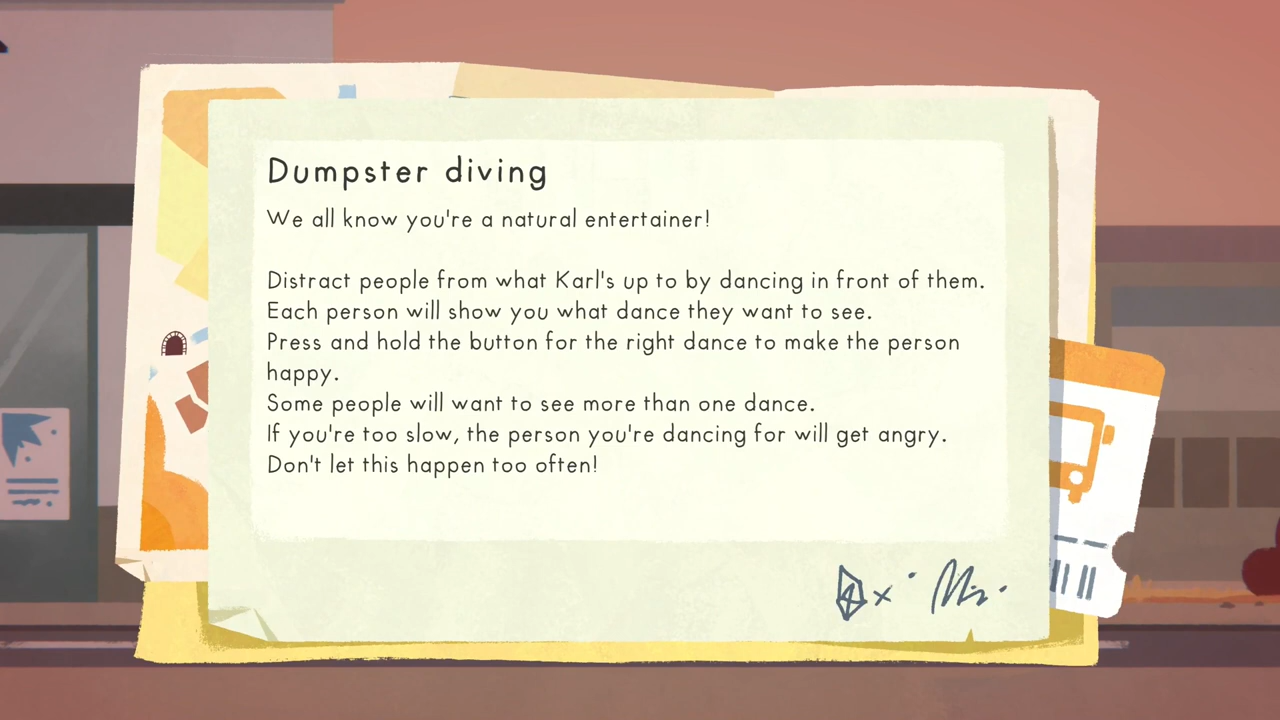 Dumpster diving
We all know you're a natural entertainer!
Distract people from what Karl's up to by dancing in front of them.
Each person will show you what dance they want to see.
Press and hold the button for the right dance to make the person
happy.
Some people will want to see more than one dance.
If you're too slow, the person you're dancing for will get angry.
Don't let this happen too often!